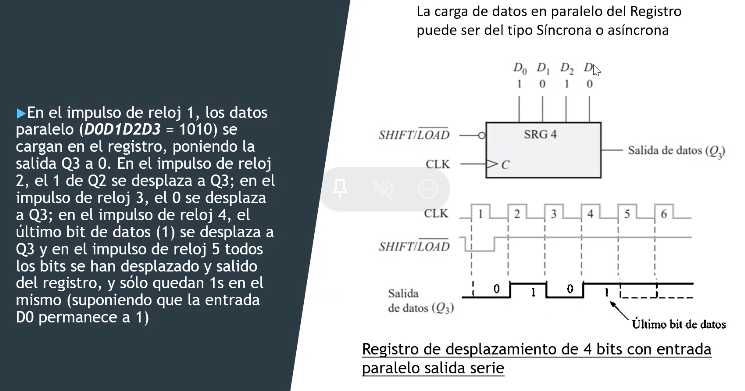 La carga de datos en paralelo del Registro
puede ser del tipo Síncrona o asíncrona
En el impulso de reloj 1, los datos
paralelo (D0D1D2D3 = 1010) se
cargan en el registro, poniendo la
salida Q3 a 0. En el impulso de reloj
2, el 1 de Q2 se desplaza a Q3; en el
impulso de reloj 3, el 0 se desplaza
a Q3; en el impulso de reloj 4, el
último bit de datos (1) se desplaza a
Q3 y en el impulso de reloj 5 todos
los bits se han desplazado y salido
del registro, y sólo quedan 1s en el
mismo (suponiendo que la entrada
D0 permanece a 1)
D₀ D₁ D₂ D
1 0 1 0
SHIFT/L̅O̅A̅D̅ SRG 4
Salida de datos (Q₃)
CLK C
CLK 1 2 3 4 5 6
SHIFT/L̅O̅A̅D̅
Salida 0 1 0 1
de datos (Q₃)
Último bit de datos
Registro de desplazamiento de 4 bits con entrada
paralelo salida serie